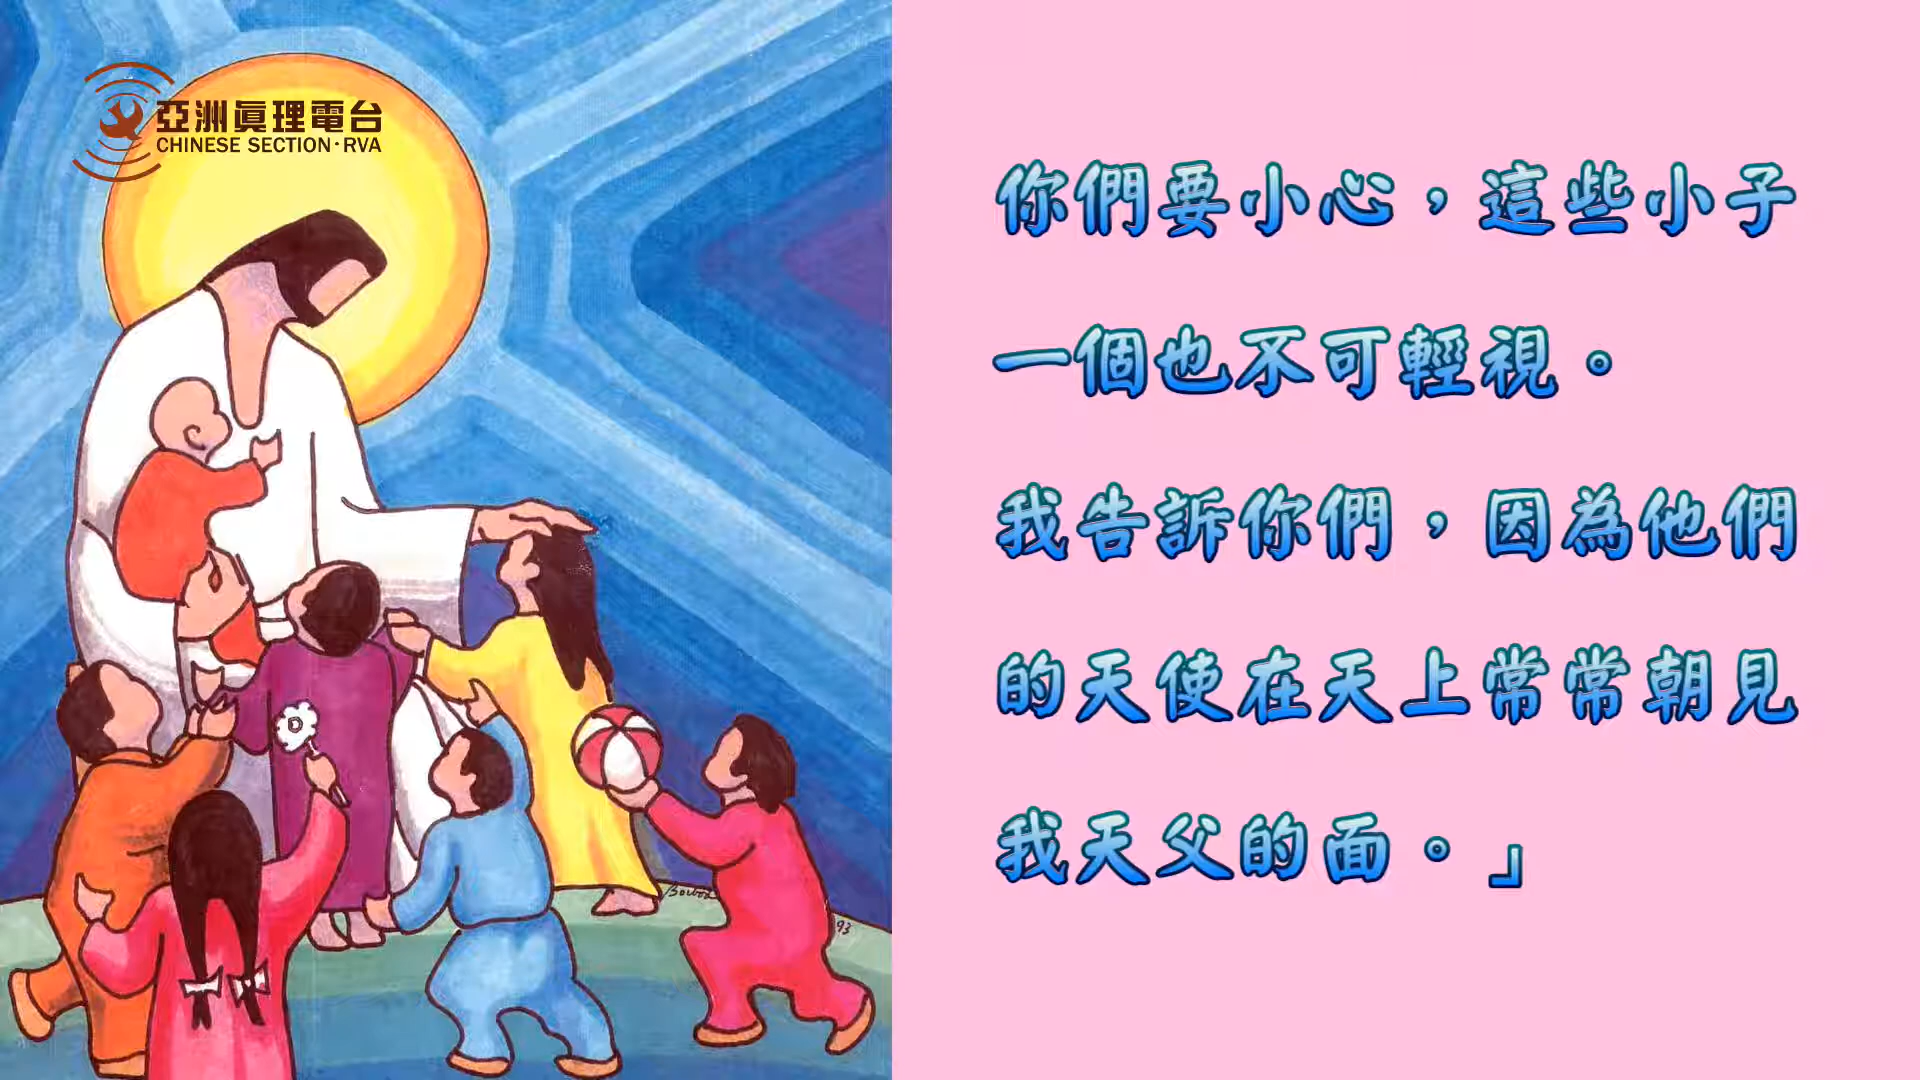 亞洲眞理電台
CHINESE SECTION·RVA
你們要小心，這些小子
一個也不可輕視。
我告訴你們，因為他們
的天使在天上常常朝見
我天父的面。」
93